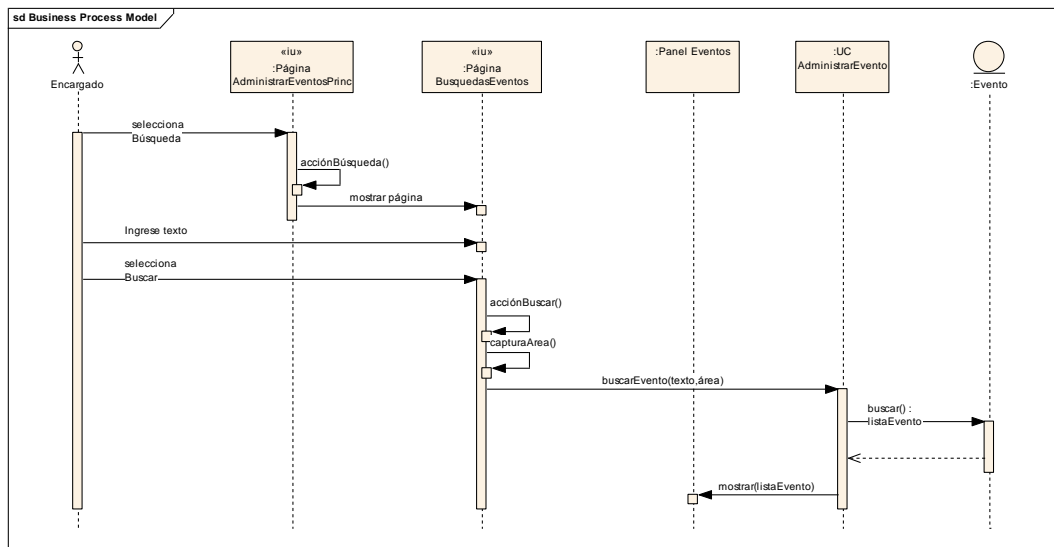 sd Business Process Model
Encargado
«iu»
:Página
AdministrarEventosPrinc
«iu»
:Página
BusquedasEventos
:Panel Eventos
:UC
AdministrarEvento
:Evento
selecciona
Búsqueda
acciónBúsqueda()
mostrar página
Ingrese texto
selecciona
Buscar
acciónBuscar()
capturaArea()
buscarEvento(texto,área)
buscar() :
listaEvento
mostrar(listaEvento)